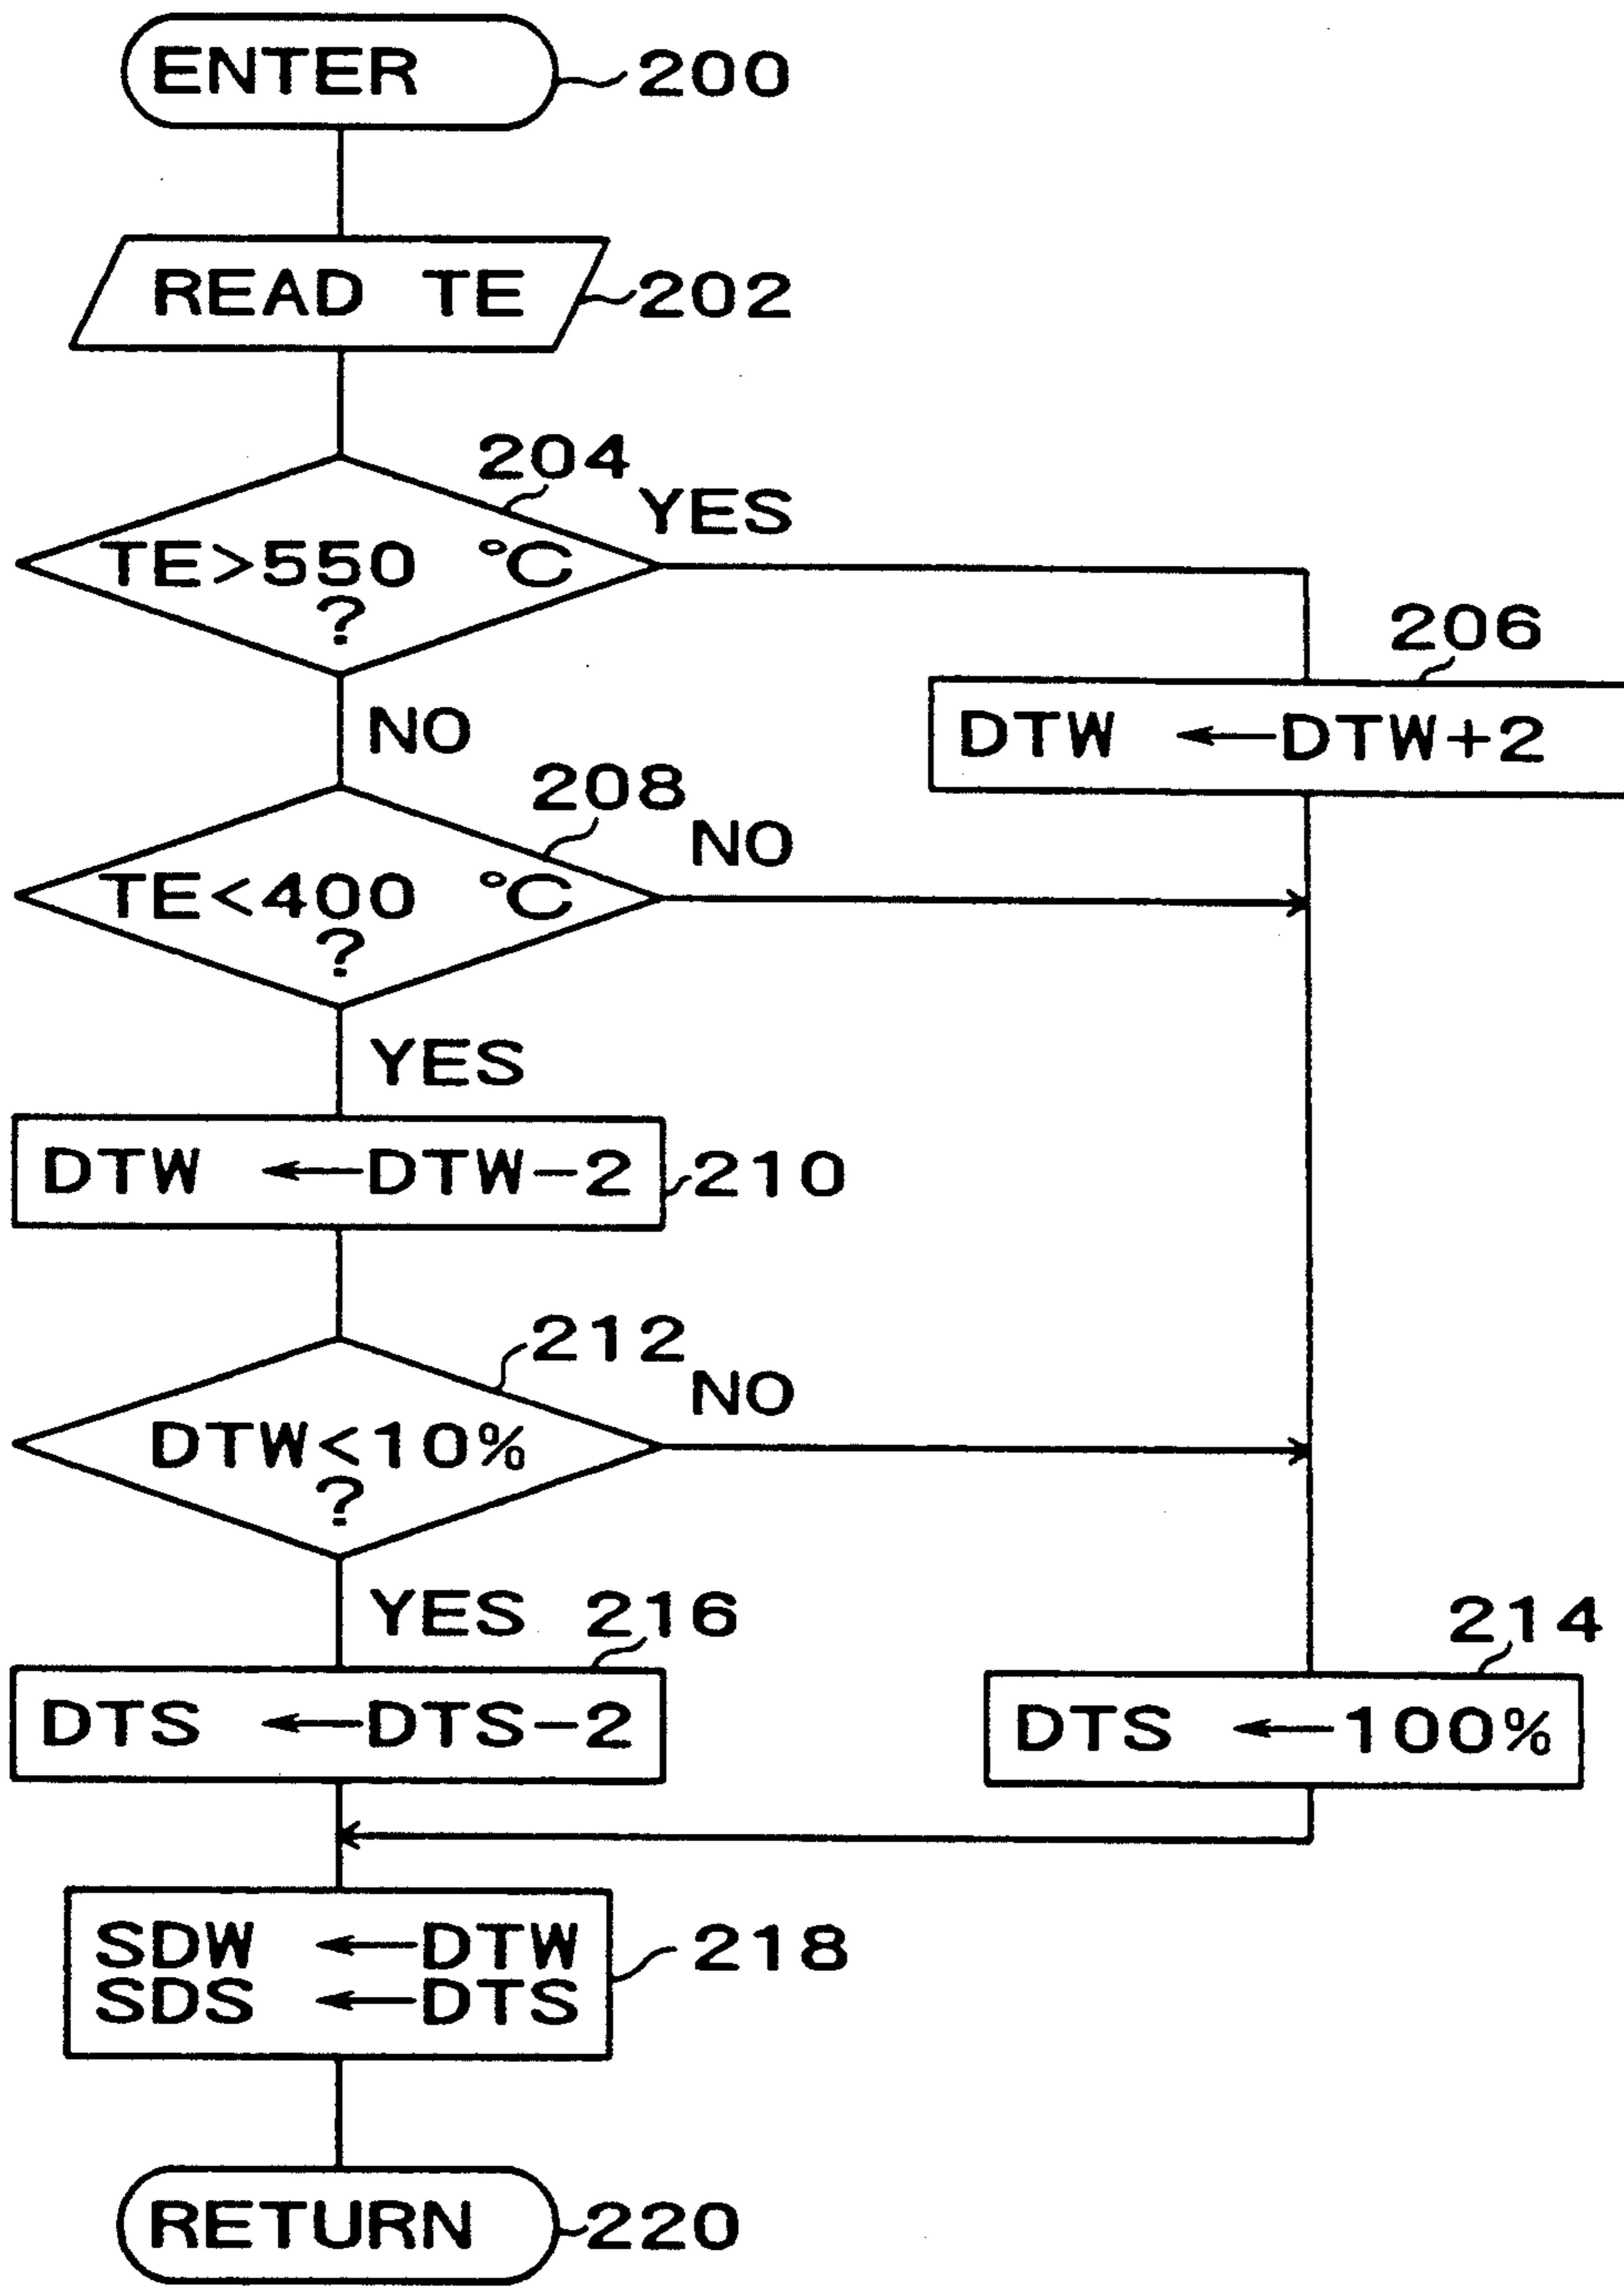 ENTER 200
READ TE 202
204
YES
TE>550 °C
?
206
NO
DTW ←DTW+2
208
NO
TE<400 °C
?
YES
DTW ←DTW-2 210
212
NO
DTW<10%
?
YES 216
214
DTS ←DTS-2
DTS ←100%
SDW ←DTW
SDS ←DTS
218
RETURN 220